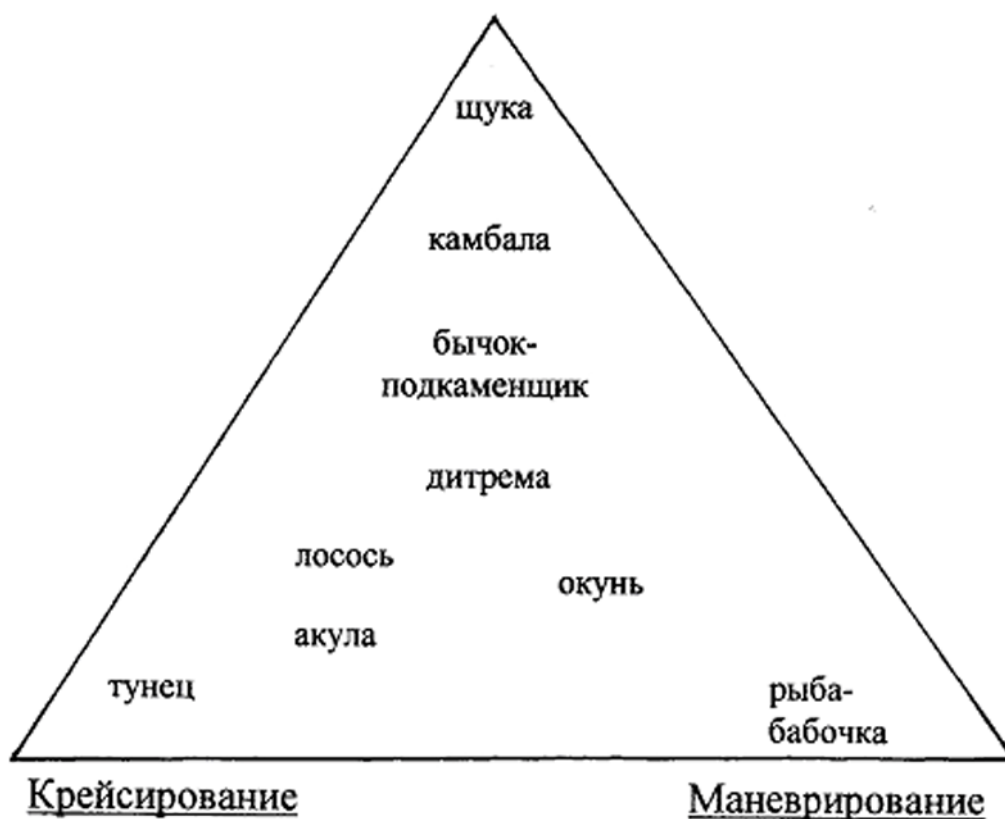 щука
камбала
бычок-
подкаменщик
дитрема
лосось
окунь
акула
тунец
рыба-
бабочка
Крейсирование
Маневрирование